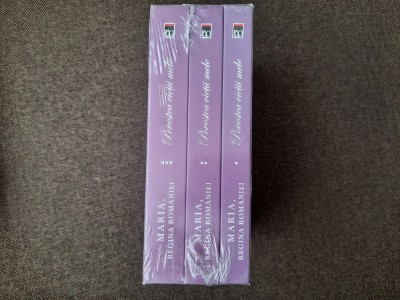 MARIA,
REGINA ROMÂNIEI
***
Povestea vieții mele
MARIA,
REGINA ROMÂNIEI
**
Povestea vieții mele
MARIA,
REGINA ROMÂNIEI
*
Povestea vieții mele